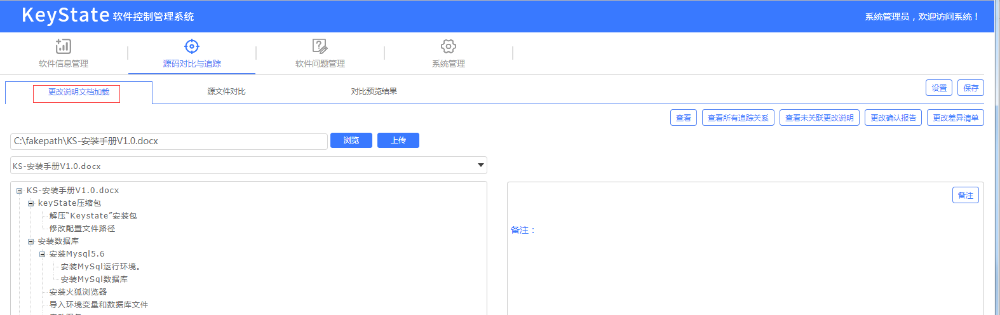 KeyState 软件控制管理系统
系统管理员，欢迎访问系统！
软件信息管理
源码对比与追踪
软件问题管理
系统管理
更改说明文档加载
源文件对比
对比预览结果
设置
保存
查看
查看所有追踪关系
查看未关联更改说明
更改确认报告
更改差异清单
C:\fakepath\KS-安装手册V1.0.docx
浏览
上传
KS-安装手册V1.0.docx
KS-安装手册V1.0.docx
keyState压缩包
解压“Keystate”安装包
修改配置文件路径
安装数据库
安装Mysql5.6
安装MySql运行环境。
安装MySql数据库
安装火狐浏览器
导入环境变量和数据库文件
备注
备注：